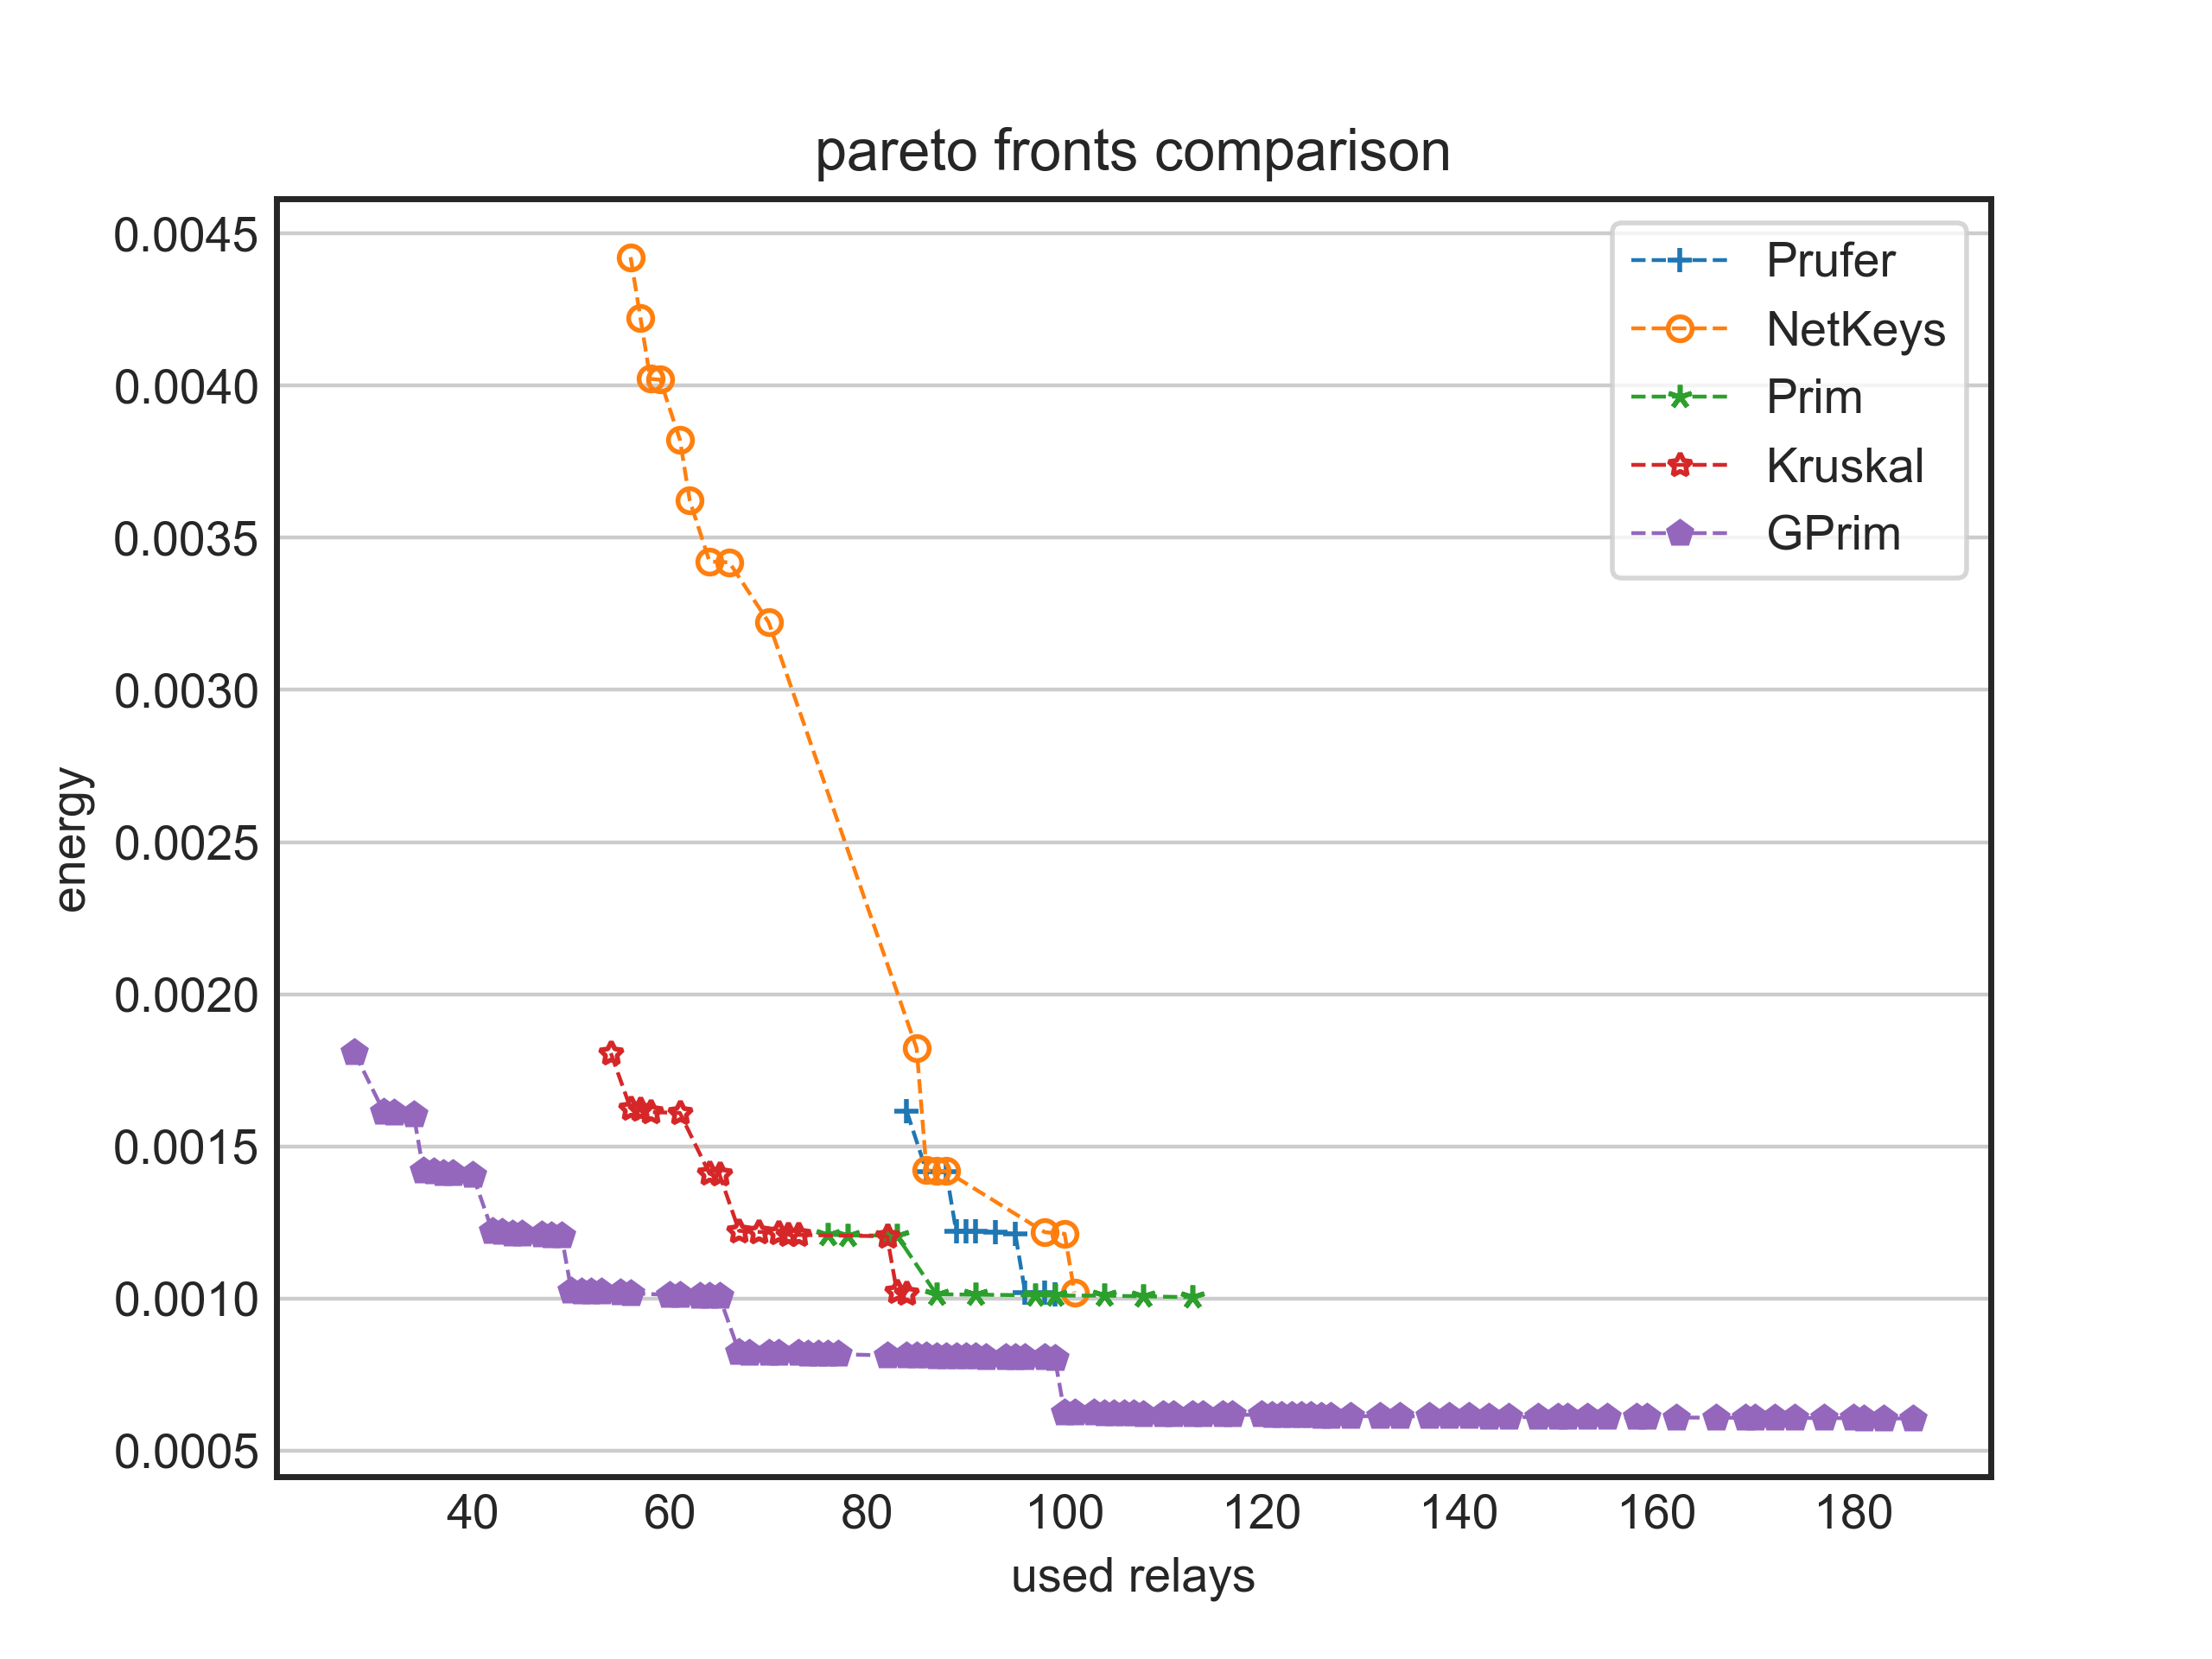 pareto fronts comparison
0.0045
0.0040
0.0035
0.0030
0.0025
0.0020
0.0015
0.0010
0.0005
energy
Prufer
NetKeys
Prim
Kruskal
GPrim
40 60 80 100 120 140 160 180
used relays